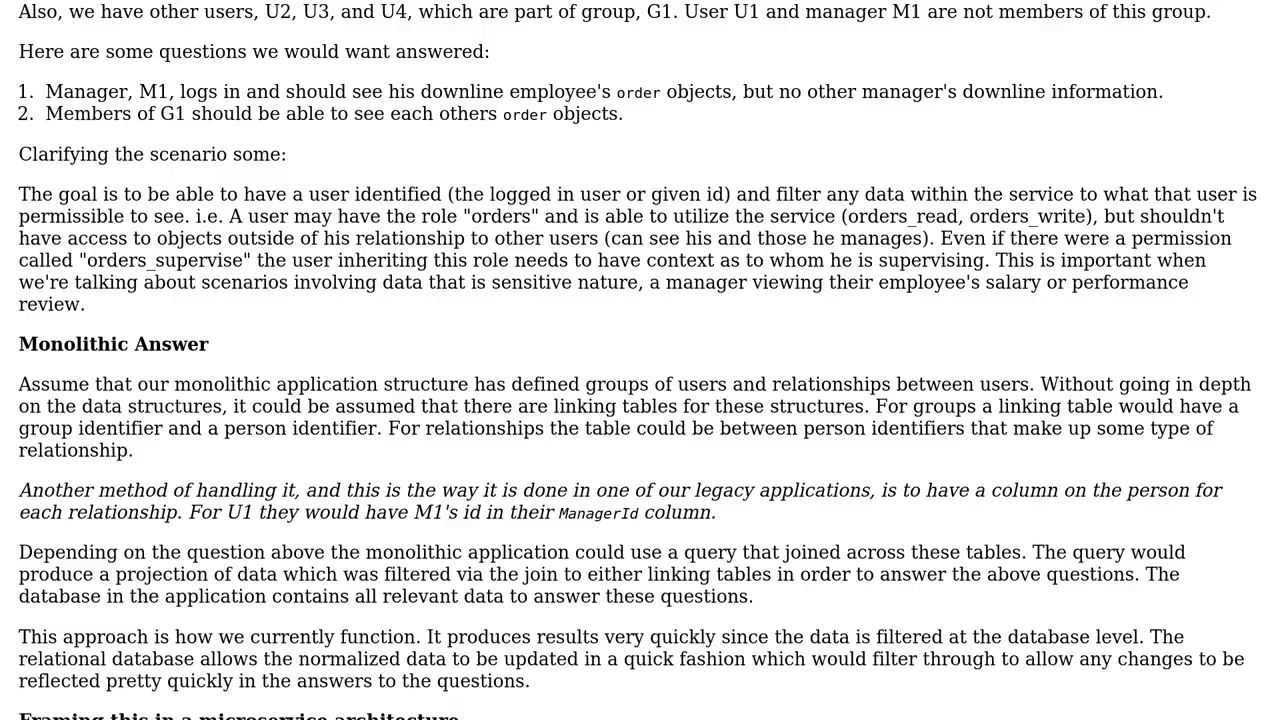 Also, we have other users, U2, U3, and U4, which are part of group, G1. User U1 and manager M1 are not members of this group.
Here are some questions we would want answered:
1. Manager, M1, logs in and should see his downline employee's order objects, but no other manager's downline information.
2. Members of G1 should be able to see each others order objects.
Clarifying the scenario some:
The goal is to be able to have a user identified (the logged in user or given id) and filter any data within the service to what that user is
permissible to see. i.e. A user may have the role "orders" and is able to utilize the service (orders_read, orders_write), but shouldn't
have access to objects outside of his relationship to other users (can see his and those he manages). Even if there were a permission
called "orders_supervise" the user inheriting this role needs to have context as to whom he is supervising. This is important when
we're talking about scenarios involving data that is sensitive nature, a manager viewing their employee's salary or performance
review.
Monolithic Answer
Assume that our monolithic application structure has defined groups of users and relationships between users. Without going in depth
on the data structures, it could be assumed that there are linking tables for these structures. For groups a linking table would have a
group identifier and a person identifier. For relationships the table could be between person identifiers that make up some type of
relationship.
Another method of handling it, and this is the way it is done in one of our legacy applications, is to have a column on the person for
each relationship. For U1 they would have M1's id in their ManagerId column.
Depending on the question above the monolithic application could use a query that joined across these tables. The query would
produce a projection of data which was filtered via the join to either linking tables in order to answer the above questions. The
database in the application contains all relevant data to answer these questions.
This approach is how we currently function. It produces results very quickly since the data is filtered at the database level. The
relational database allows the normalized data to be updated in a quick fashion which would filter through to allow any changes to be
reflected pretty quickly in the answers to the questions.
Framing this in a microservice architecture